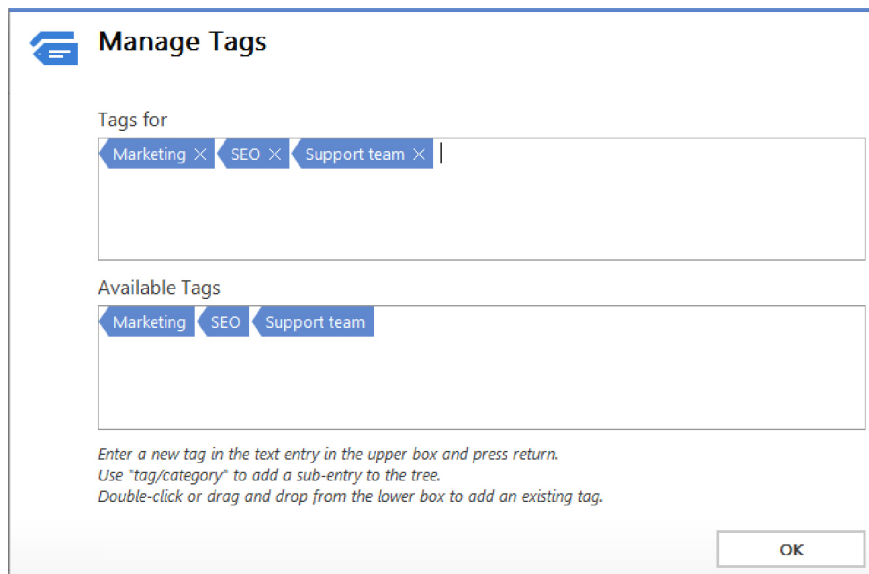 Manage Tags
Tags for
Marketing × SEO × Support team ×
Available Tags
Marketing SEO Support team
Enter a new tag in the text entry in the upper box and press return.
Use "tag/category" to add a sub-entry to the tree.
Double-click or drag and drop from the lower box to add an existing tag.
OK